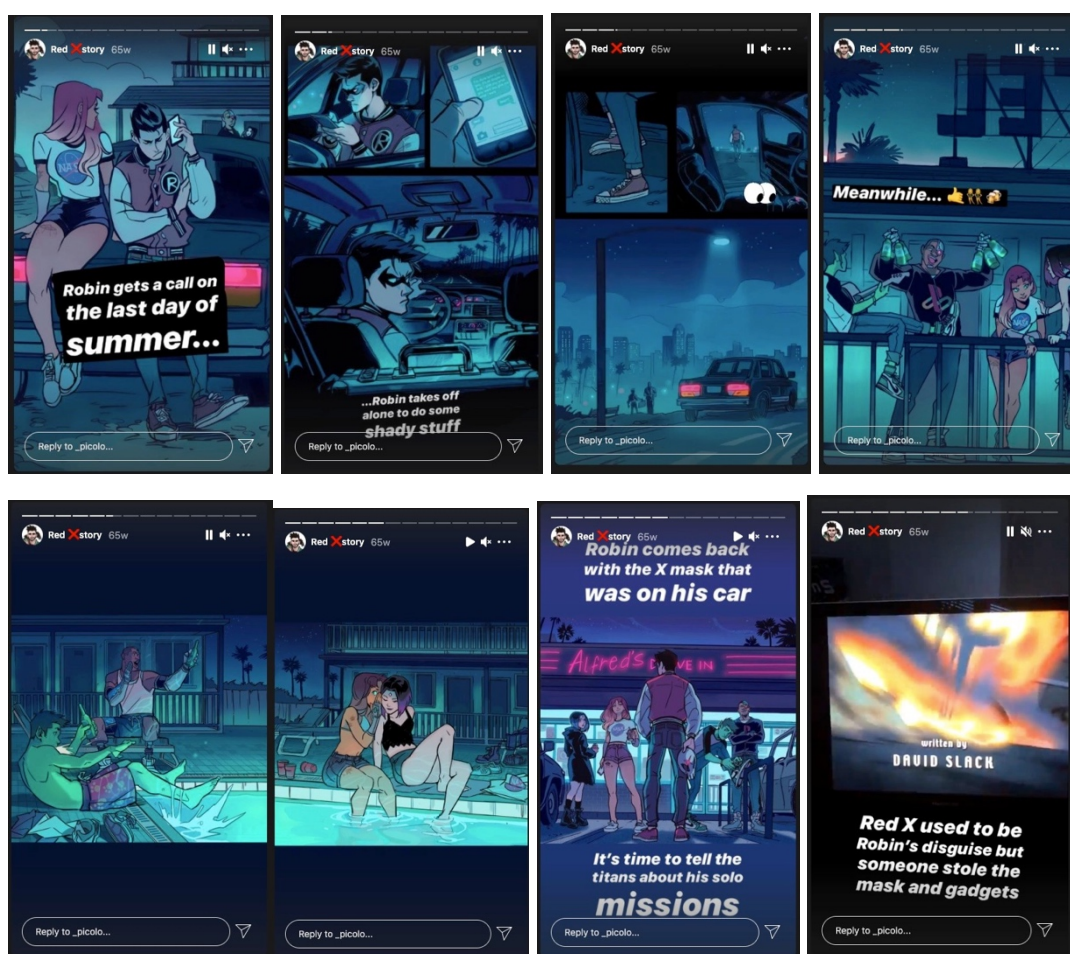 Red ❌story 65w
NASA
R
Robin gets a call on
the last day of
summer...
Reply to _picolo...
Red ❌story 65w
R
...Robin takes off
alone to do some
shady stuff
Reply to _picolo...
Red ❌story 65w
Reply to _picolo...
Red ❌story 65w
Meanwhile... 🤙👯🍻
NASA
Reply to _picolo...
Red ❌story 65w
Reply to _picolo...
Red ❌story 65w
Reply to _picolo...
Red ❌story 65w
Robin comes back
with the X mask that
was on his car
Alfred's DRIVE IN
It's time to tell the
titans about his solo
missions
Reply to _picolo...
Red ❌story 65w
written by
DAVID SLACK
Red X used to be
Robin's disguise but
someone stole the
mask and gadgets
Reply to _picolo...